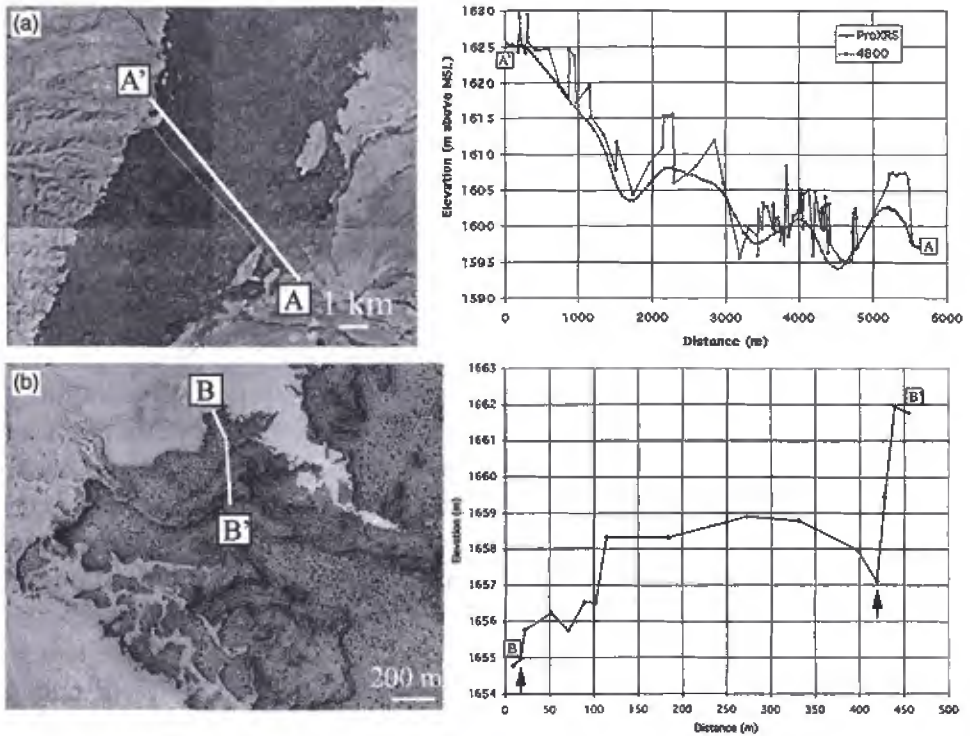 (a)
A'
A
1 km
1630
1625
1620
1615
1610
1605
1600
1595
1590
Elevation (m above MSL)
A'
ProXRS
4800
A
0 1000 2000 3000 4000 5000 6000
Distance (m)
(b)
B
B'
200 m
1663
1662
1661
1660
1659
1658
1657
1656
1655
1654
Elevation (m)
B
B'
0 50 100 150 200 250 300 350 400 450 500
Distance (m)